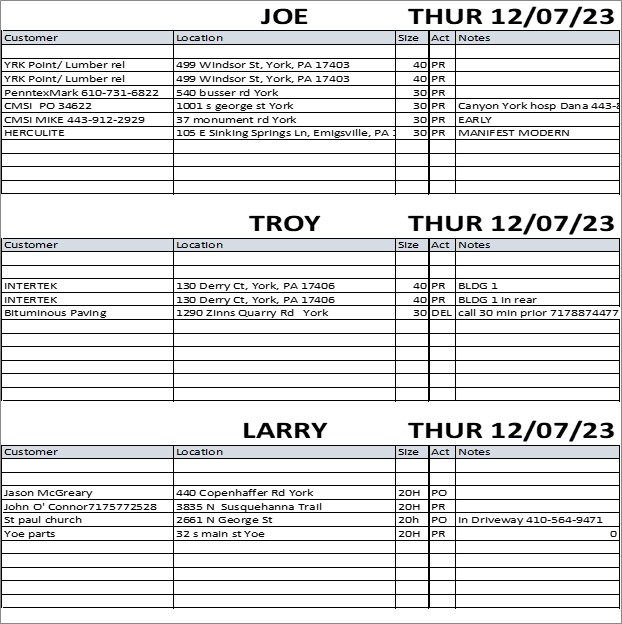 JOE THUR 12/07/23
Customer Location Size Act Notes
YRK Point/ Lumber rel 499 Windsor St, York, PA 17403 40 PR
YRK Point/ Lumber rel 499 Windsor St, York, PA 17403 40 PR
PenntexMark 610-731-6822 540 busser rd York 30 PR
CMSI PO 34622 1001 s george st York 30 PR Canyon York hosp Dana 443-8
CMSI MIKE 443-912-2929 37 monument rd York 30 PR EARLY
HERCULITE 105 E Sinking Springs Ln, Emigsville, PA 1 30 PR MANIFEST MODERN
TROY THUR 12/07/23
Customer Location Size Act Notes
INTERTEK 130 Derry Ct, York, PA 17406 40 PR BLDG 1
INTERTEK 130 Derry Ct, York, PA 17406 40 PR BLDG 1 in rear
Bituminous Paving 1290 Zinns Quarry Rd York 30 DEL call 30 min prior 7178874477
LARRY THUR 12/07/23
Customer Location Size Act Notes
Jason McGreary 440 Copenhaffer Rd York 20H PO
John O' Connor7175772528 3835 N Susquehanna Trail 20H PR
St paul church 2661 N George St 20h PO in Driveway 410-564-9471
Yoe parts 32 s main st Yoe 20H PR 0